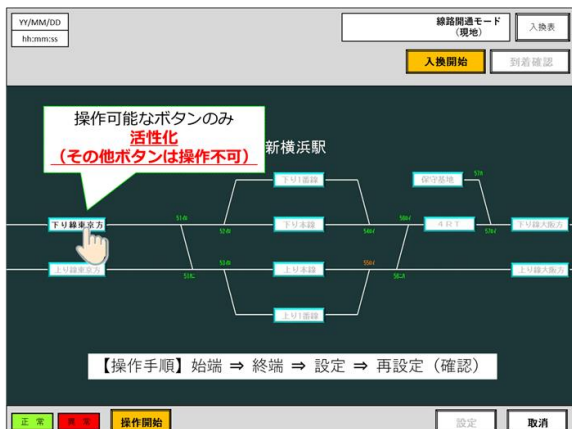 YY/MM/DD
hh:mm:ss
線路開通モード
(現地)
入換表
入換開始
到着確認
操作可能なボタンのみ
活性化
(その他ボタンは操作不可)
新横浜駅
下り1番線
保守基地
下り線東京方
下り本線
4RT
下り線大阪方
上り線東京方
上り本線
上り線大阪方
上り1番線
【操作手順】始端 ⇒ 終端 ⇒ 設定 ⇒ 再設定(確認)
正 常
異 常
操作開始
設定
取消